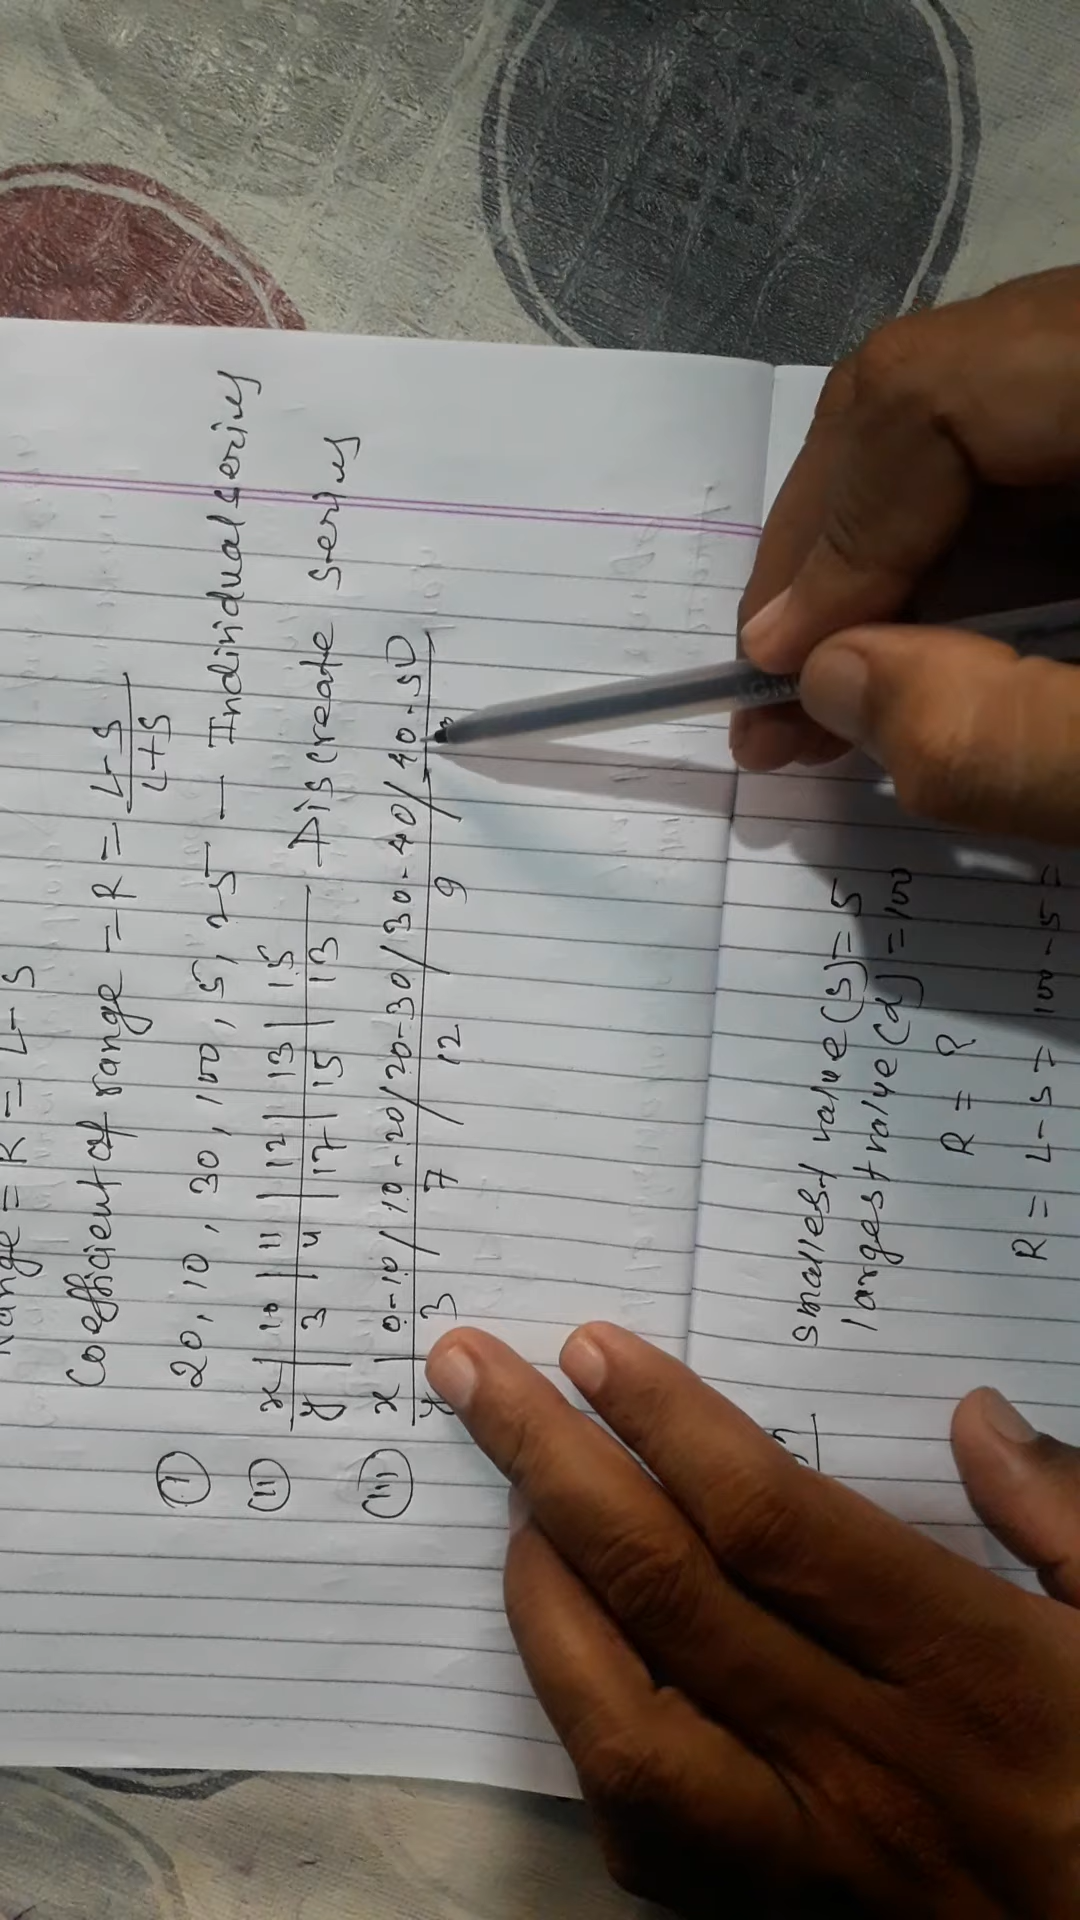 Range = R = L - S
Coefficient of range = R = L-S / L+S
(I) 20, 10, 30, 100, 5, 25 — Individual series
(II) x | 10 | 11 | 12 | 13 | 15
y | 3 | 4 | 17 | 15 | 13 — Discreate series
(III) x | 0-10 / 10-20 / 20-30 / 30-40 / 40-50
y 3 / 7 / 12 9
smallest value (S) = 5
largest value (L) = 100
R = ?
R = L - S = 100 - 5 =